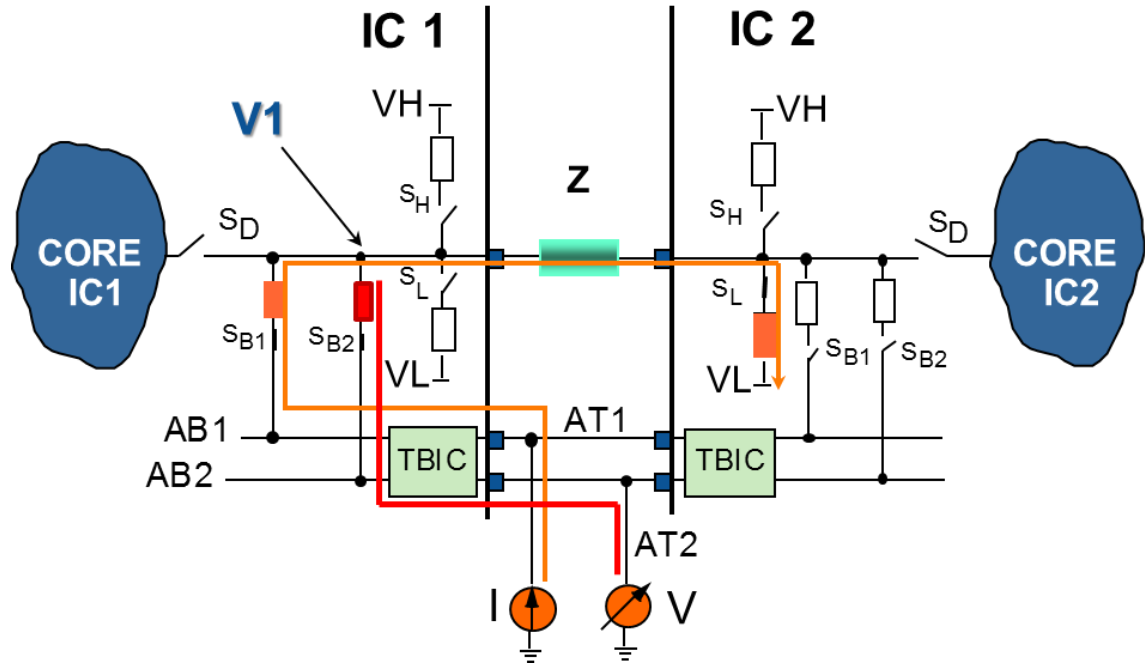 IC 1
IC 2
VH
VH
V1
Z
SH
SH
SD
SD
CORE
IC1
CORE
IC2
SL
SL
SB1
SB2
SB1
SB2
VL
VL
AB1
AT1
TBIC
TBIC
AB2
AT2
I
V